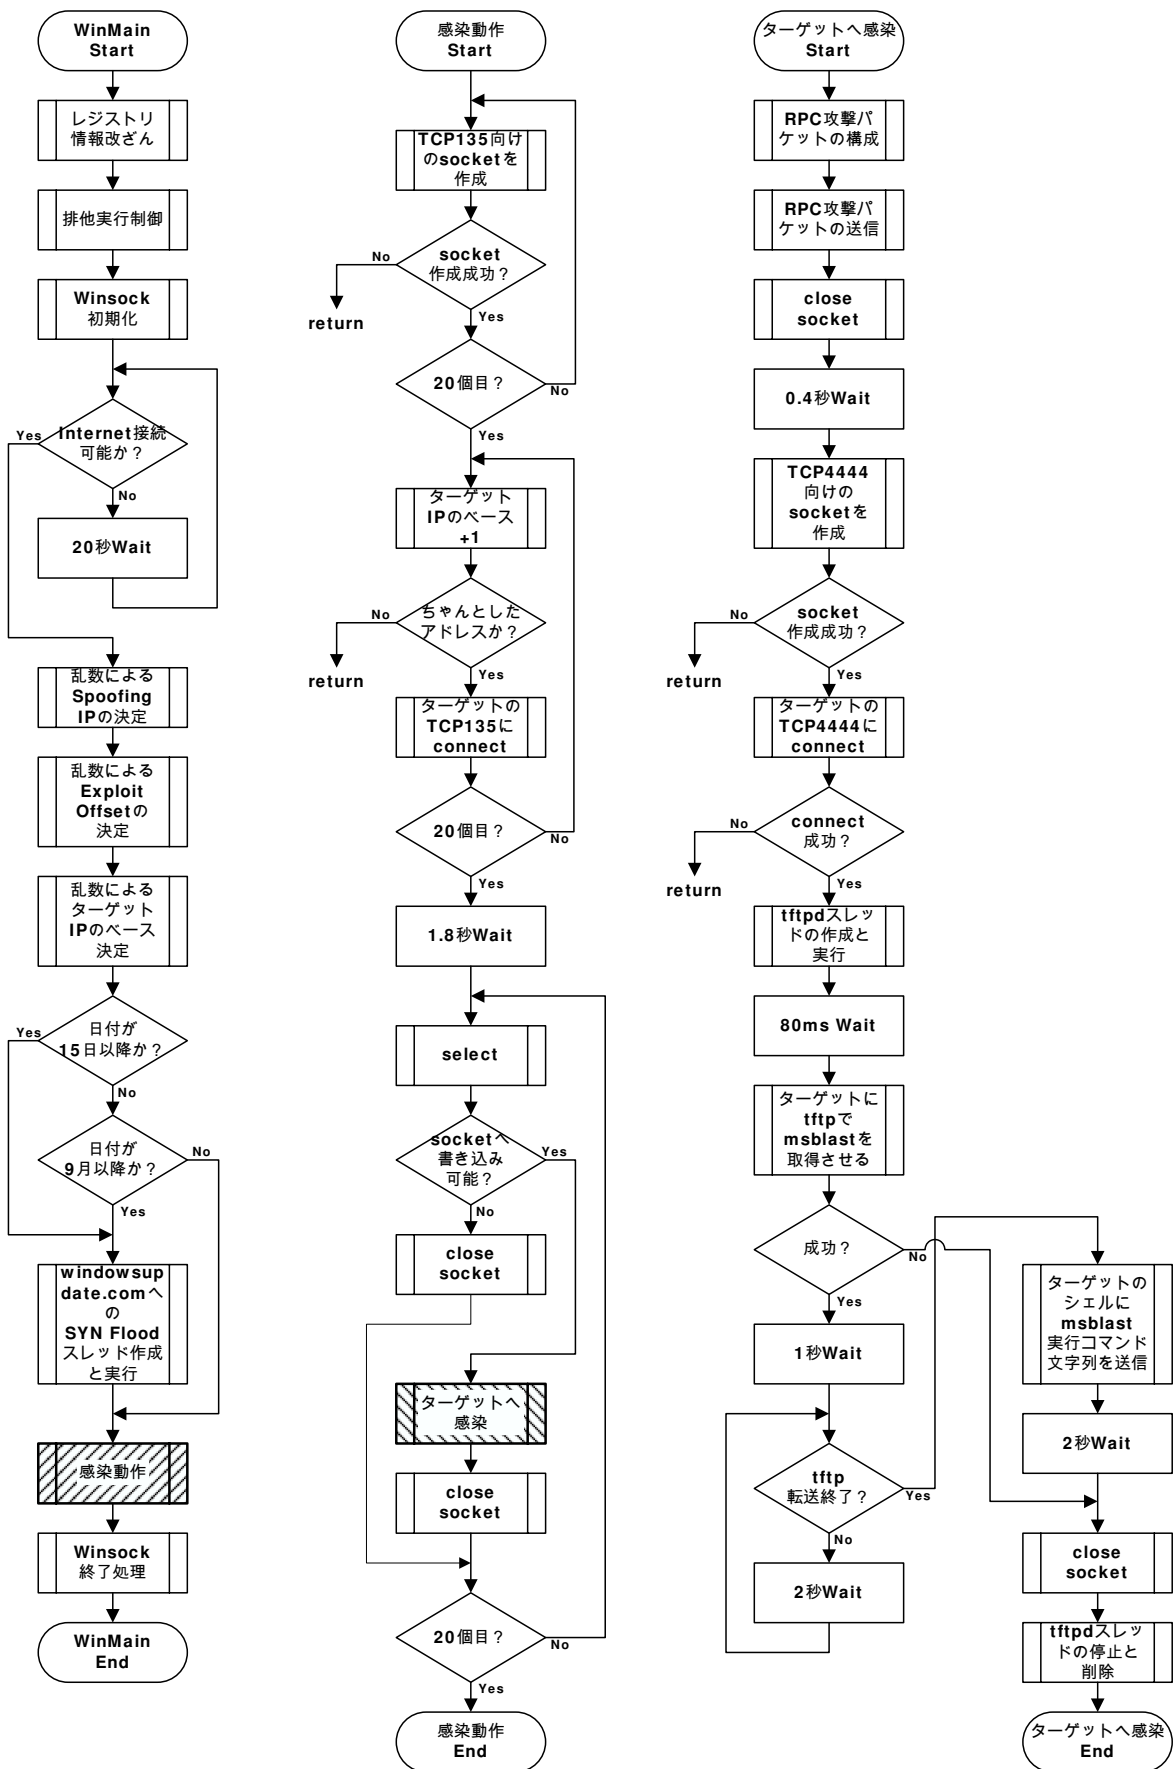 WinMain
Start
レジストリ
情報改ざん
排他実行制御
Winsock
初期化
Internet接続
可能か？
Yes
No
20秒Wait
乱数による
Spoofing
IPの決定
乱数による
Exploit
Offsetの
決定
乱数による
ターゲット
IPのベース
決定
日付が
15日以降か？
Yes
No
日付が
9月以降か？
No
Yes
windowsup
date.comへ
の
SYN Flood
スレッド作成
と実行
感染動作
Winsock
終了処理
WinMain
End
感染動作
Start
TCP135向け
のsocketを
作成
socket
作成成功？
No
return
Yes
20個目？
No
Yes
ターゲット
IPのベース
+1
ちゃんとした
アドレスか？
No
return
Yes
ターゲットの
TCP135に
connect
20個目？
No
Yes
1.8秒Wait
select
socketへ
書き込み
可能？
Yes
No
close
socket
ターゲットへ
感染
close
socket
20個目？
No
Yes
感染動作
End
ターゲットへ感染
Start
RPC攻撃パ
ケットの構成
RPC攻撃パ
ケットの送信
close
socket
0.4秒Wait
TCP4444
向けの
socketを
作成
socket
作成成功？
No
return
Yes
ターゲットの
TCP4444に
connect
connect
成功？
No
return
Yes
tftpdスレッ
ドの作成と
実行
80ms Wait
ターゲットに
tftpで
msblastを
取得させる
成功？
No
Yes
1秒Wait
tftp
転送終了？
Yes
No
2秒Wait
ターゲットの
シェルに
msblast
実行コマンド
文字列を送信
2秒Wait
close
socket
tftpdスレッ
ドの停止と
削除
ターゲットへ感染
End